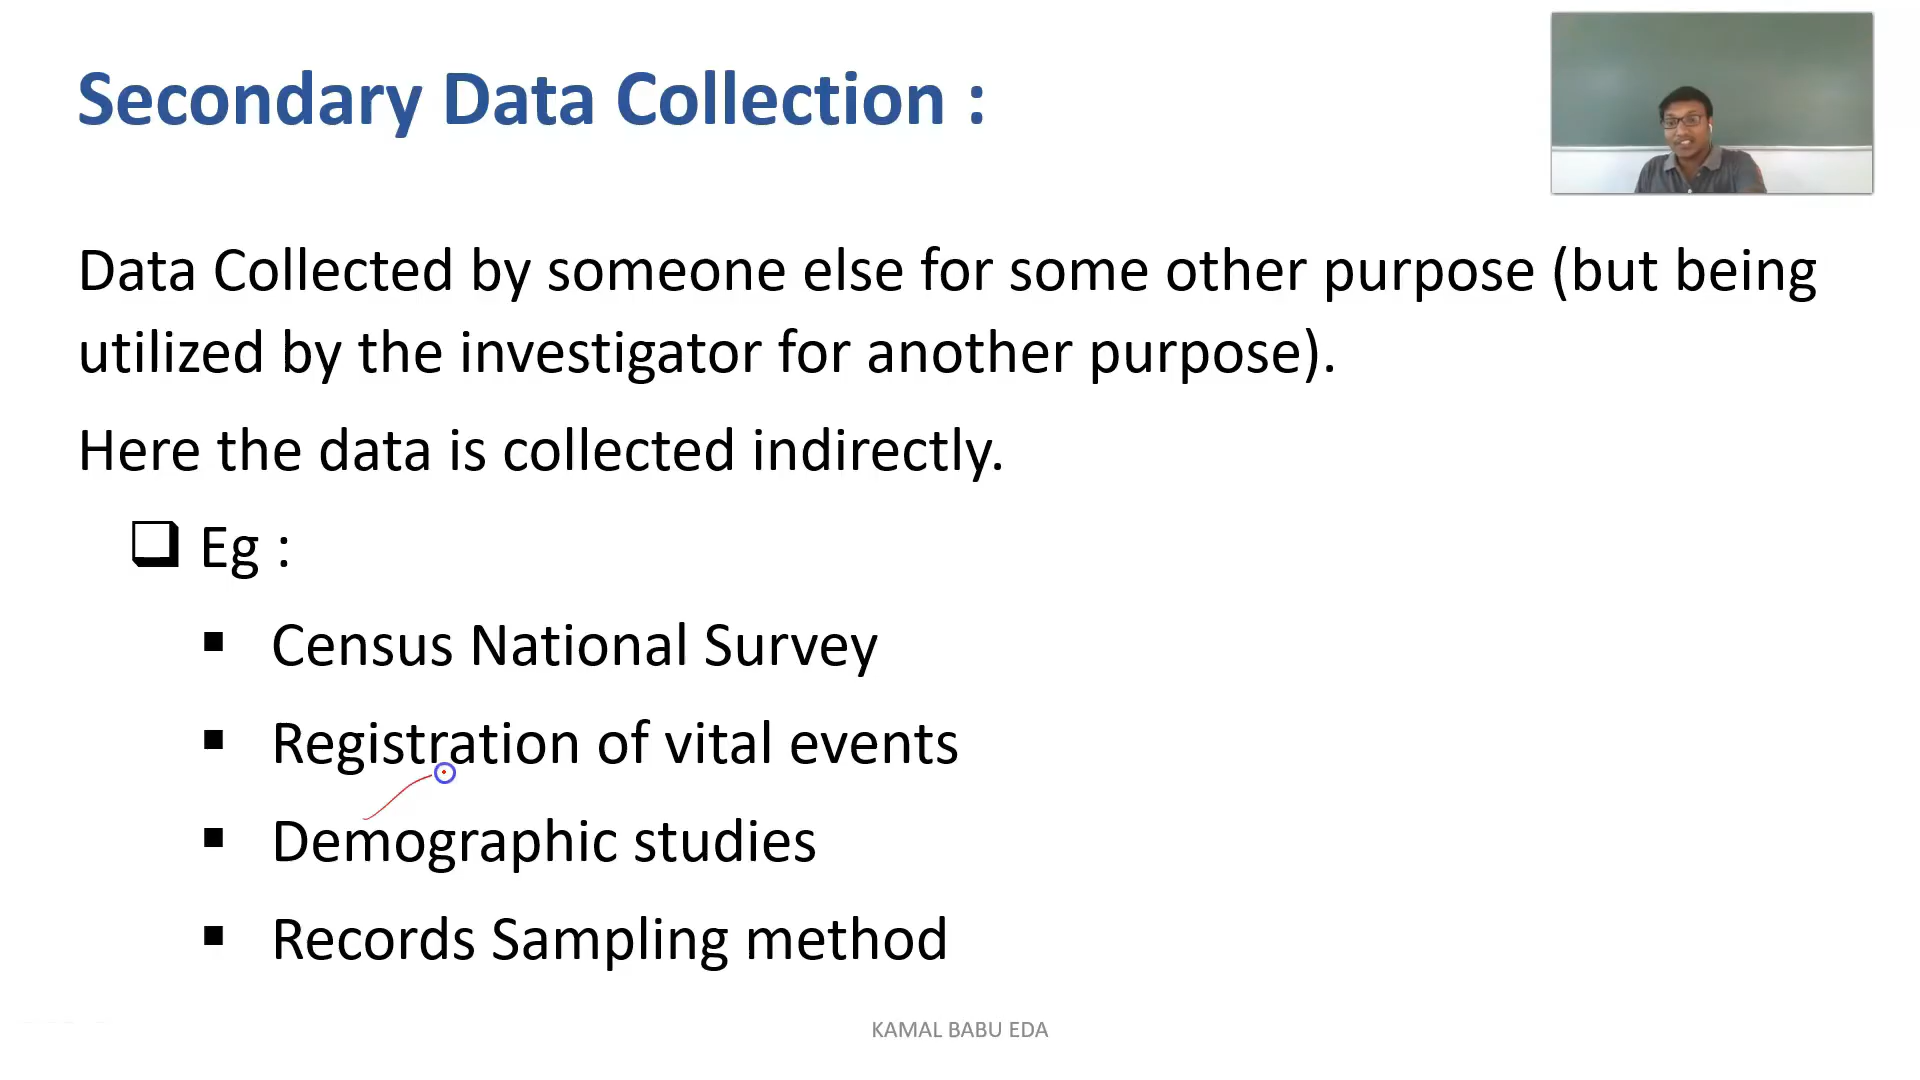 Secondary Data Collection :
Data Collected by someone else for some other purpose (but being
utilized by the investigator for another purpose).
Here the data is collected indirectly.
Eg :
Census National Survey
Registration of vital events
Demographic studies
Records Sampling method
KAMAL BABU EDA